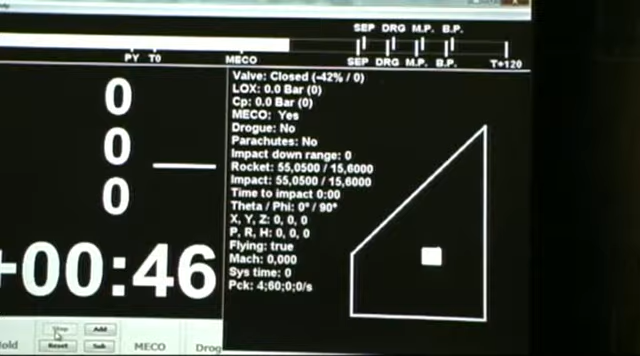 SEP DRG M.P. B.P.
PY T0 MECO SEP DRG M.P. B.P. T+120
0
0
0
+00:46
Valve: Closed (-42% / 0)
LOX: 0.0 Bar (0)
Cp: 0.0 Bar (0)
MECO: Yes
Drogue: No
Parachutes: No
Impact down range: 0
Rocket: 55,0500 / 15,6000
Impact: 55,0500 / 15,6000
Time to impact 0:00
Theta / Phi: 0° / 90°
X, Y, Z: 0, 0, 0
P, R, H: 0, 0, 0
Flying: true
Mach: 0,000
Sys time: 0
Pck: 4;60;0;0/s
Stop Add
Hold Reset Sub MECO Drog